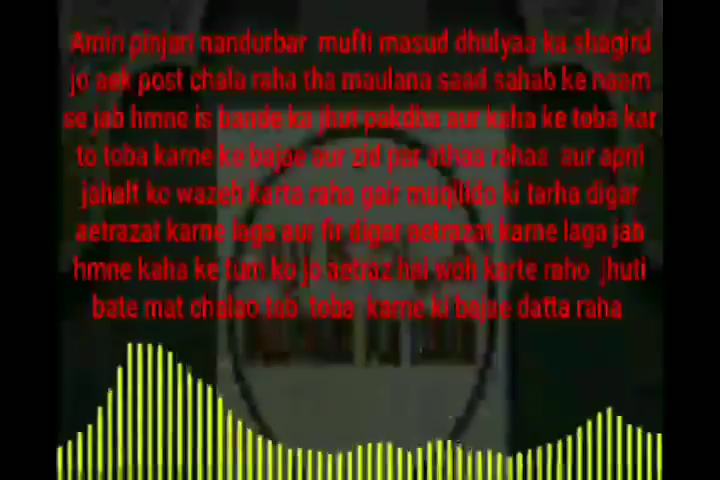 Amin pinjari nandurbar mufti masud dhulyaa ka shagird
jo aek post chala raha tha maulana saad sahab ke naam
se jab hmne is bande ka jhut pakdha aur kaha ke toba kar
to toba karne ke bajae aur zid par athaa rahaa aur apni
jahalt ko wazeh karta raha gair muqllido ki tarha digar
aetrazat karne laga aur fir digar aetrazat karne laga jab
hmne kaha ke tum ko jo aetraz hai woh karte raho jhuti
bate mat chalao tab toba karne ki bajae datta raha